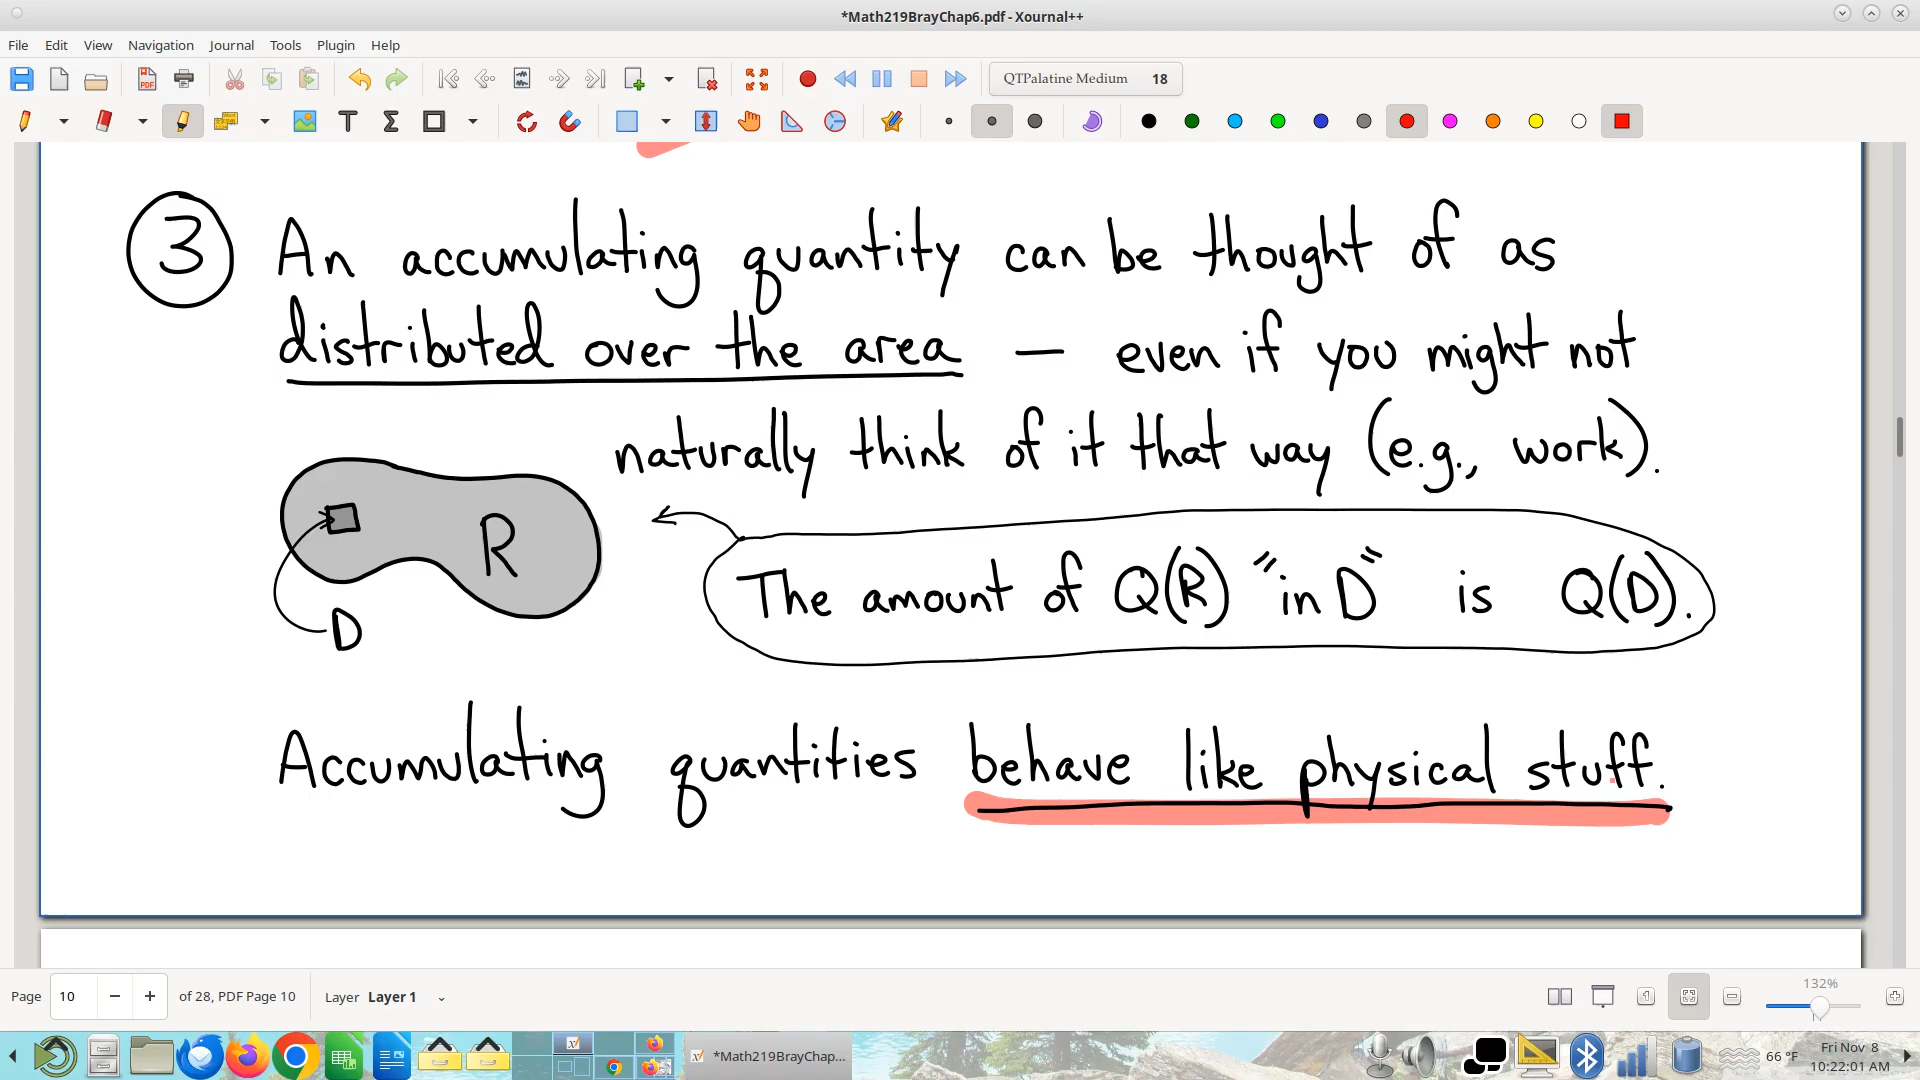 *Math219BrayChap6.pdf - Xournal++
File Edit View Navigation Journal Tools Plugin Help
QTPalatine Medium 18
3 An accumulating quantity can be thought of as
distributed over the area — even if you might not
naturally think of it that way (e.g., work).
R
The amount of Q(R) "in D" is Q(D).
D
Accumulating quantities behave like physical stuff.
Page 10 of 28, PDF Page 10 Layer Layer 1
132%
*Math219BrayChap...
66 °F
Fri Nov 8
10:22:01 AM